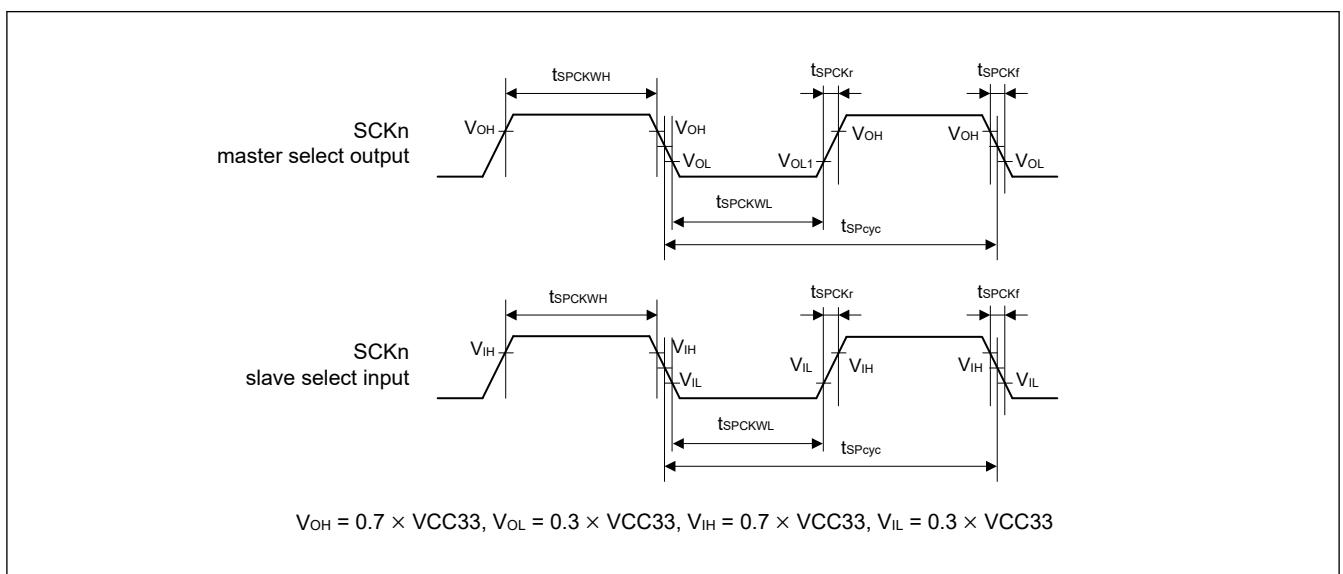 tSPCKWH
tSPCKr
tSPCKf
SCKn
master select output
VOH
VOH
VOL
VOL1
VOH
VOH
VOL
tSPCKWL
tSPcyc
tSPCKWH
tSPCKr
tSPCKf
SCKn
slave select input
VIH
VIH
VIL
VIL
VIH
VIH
VIL
tSPCKWL
tSPcyc
VOH = 0.7 × VCC33, VOL = 0.3 × VCC33, VIH = 0.7 × VCC33, VIL = 0.3 × VCC33